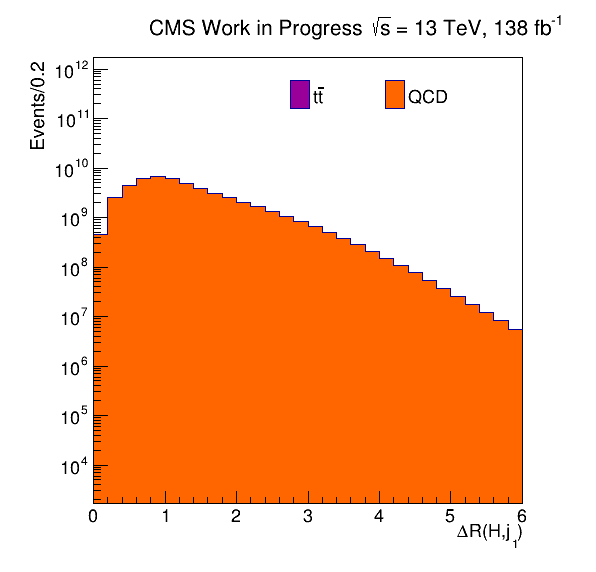 CMS Work in Progress √s = 13 TeV, 138 fb⁻¹
Events/0.2
10¹²
10¹¹
10¹⁰
10⁹
10⁸
10⁷
10⁶
10⁵
10⁴
tt̄
QCD
0 1 2 3 4 5 6
ΔR(H,j₁)